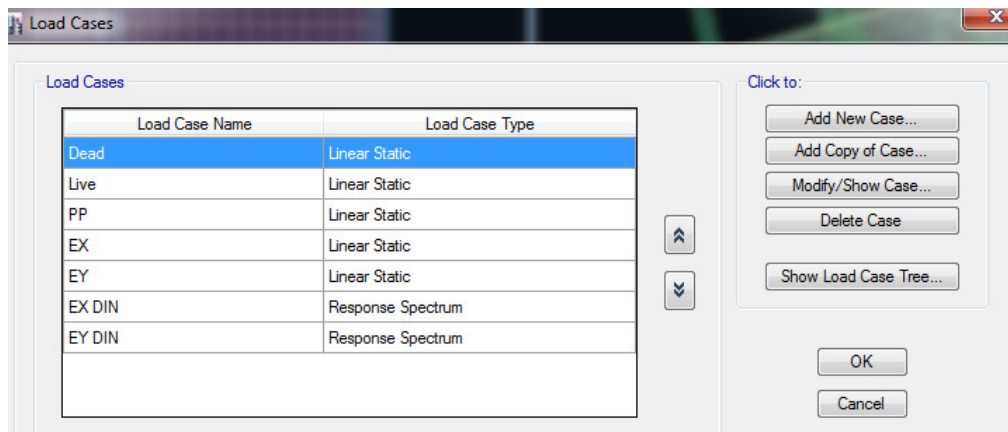 Load Cases
Load Cases
Click to:
Load Case Name Load Case Type
Dead Linear Static
Live Linear Static
PP Linear Static
EX Linear Static
EY Linear Static
EX DIN Response Spectrum
EY DIN Response Spectrum
Add New Case...
Add Copy of Case...
Modify/Show Case...
Delete Case
Show Load Case Tree...
OK
Cancel